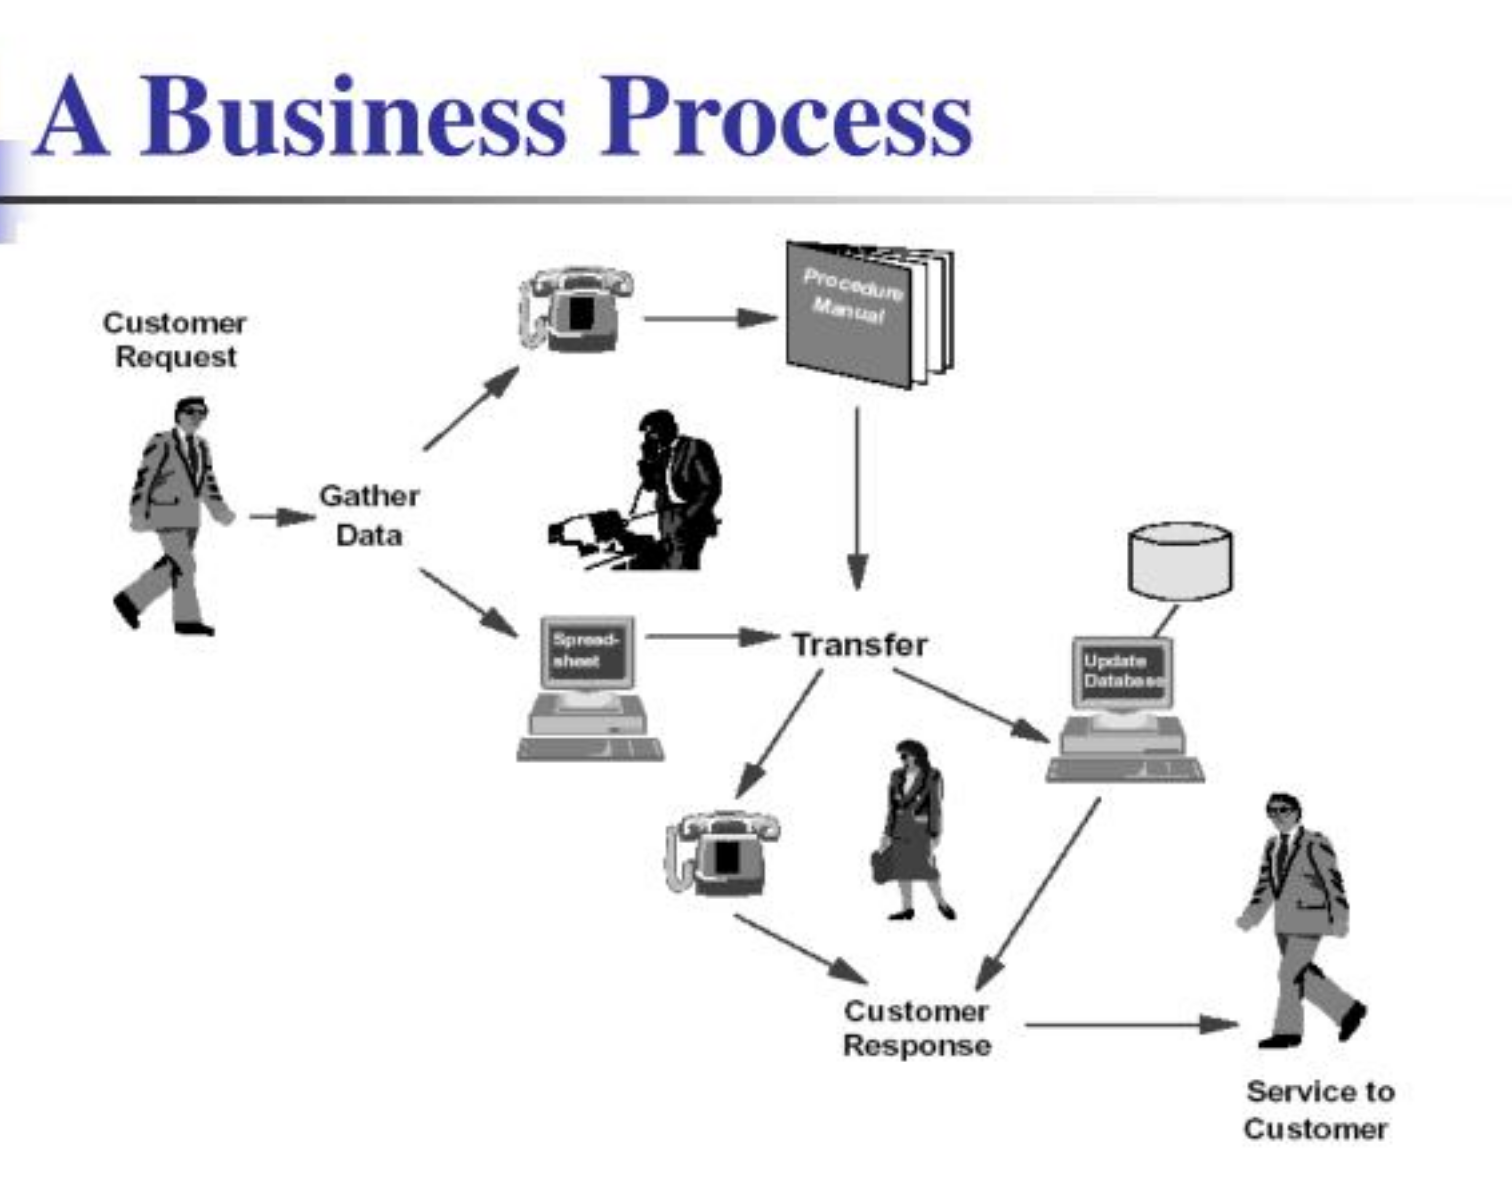 A Business Process
Customer
Request
Procedure
Manual
Gather
Data
Spread-
sheet
Transfer
Update
Database
Customer
Response
Service to
Customer